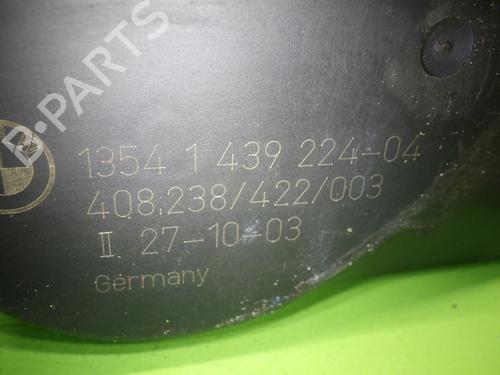 B-PARTS
1354 1 439 224-04
408.238/422/003
II 27-10-03
Germany